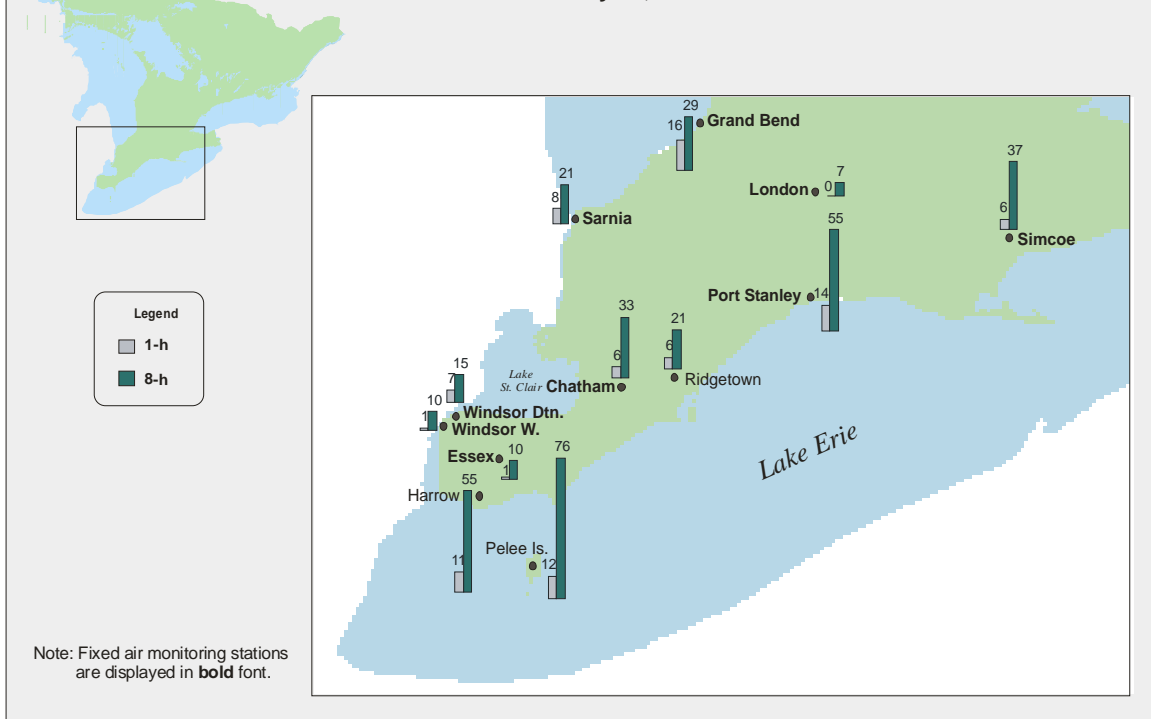 29
16
Grand Bend
37
7
London
0
21
8
Sarnia
6
Simcoe
55
Port Stanley
14
33
21
6
6
Lake
St. Clair
Chatham
Ridgetown
15
7
10
1
Windsor Dtn.
Windsor W.
Essex
10
1
76
55
Harrow
Lake Erie
Pelee Is.
11
12
Legend
1-h
8-h
Note: Fixed air monitoring stations
are displayed in bold font.